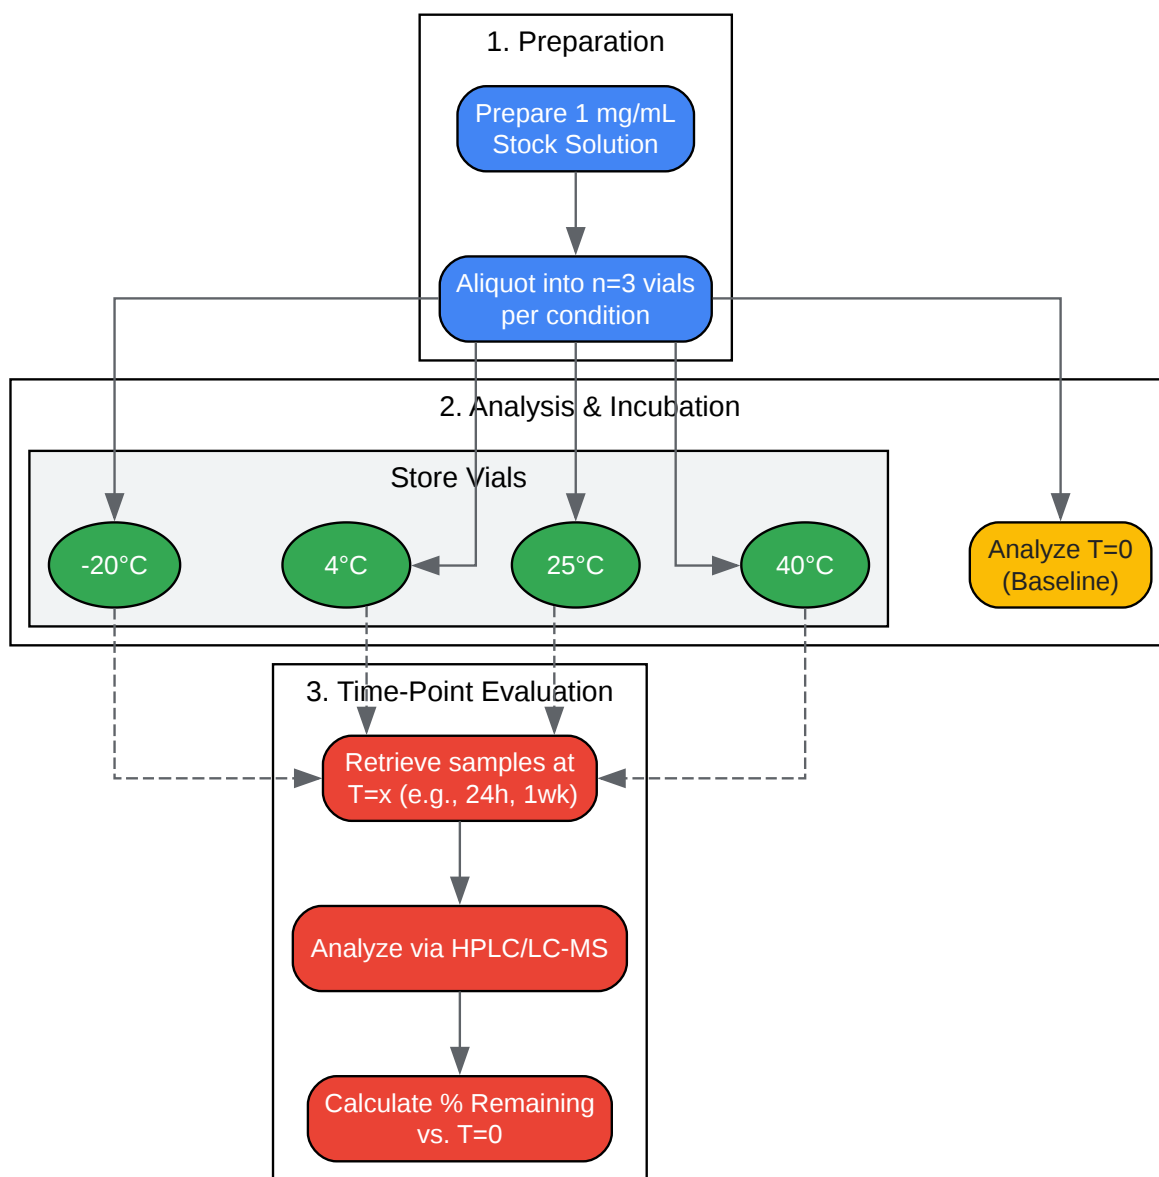 1. Preparation
Prepare 1 mg/mL
Stock Solution
Aliquot into n=3 vials
per condition
2. Analysis & Incubation
Store Vials
-20°C
4°C
25°C
40°C
Analyze T=0
(Baseline)
3. Time-Point Evaluation
Retrieve samples at
T=x (e.g., 24h, 1wk)
Analyze via HPLC/LC-MS
Calculate % Remaining
vs. T=0